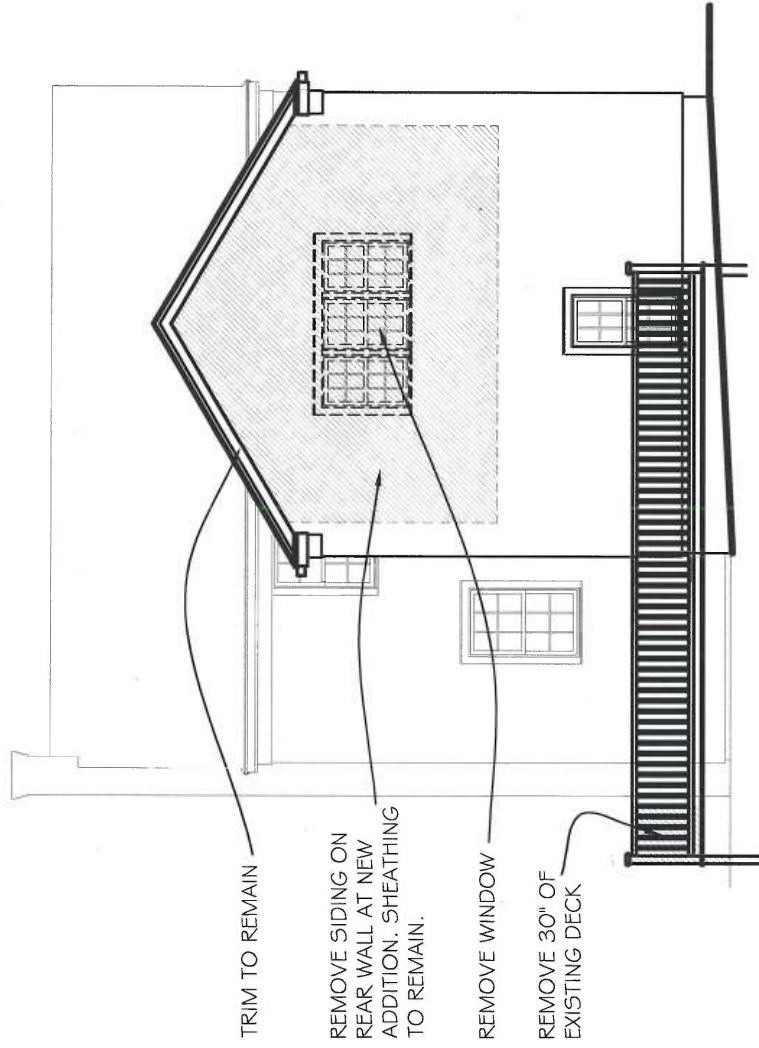 TRIM TO REMAIN
REMOVE SIDING ON
REAR WALL AT NEW
ADDITION. SHEATHING
TO REMAIN.
REMOVE WINDOW
REMOVE 30" OF
EXISTING DECK